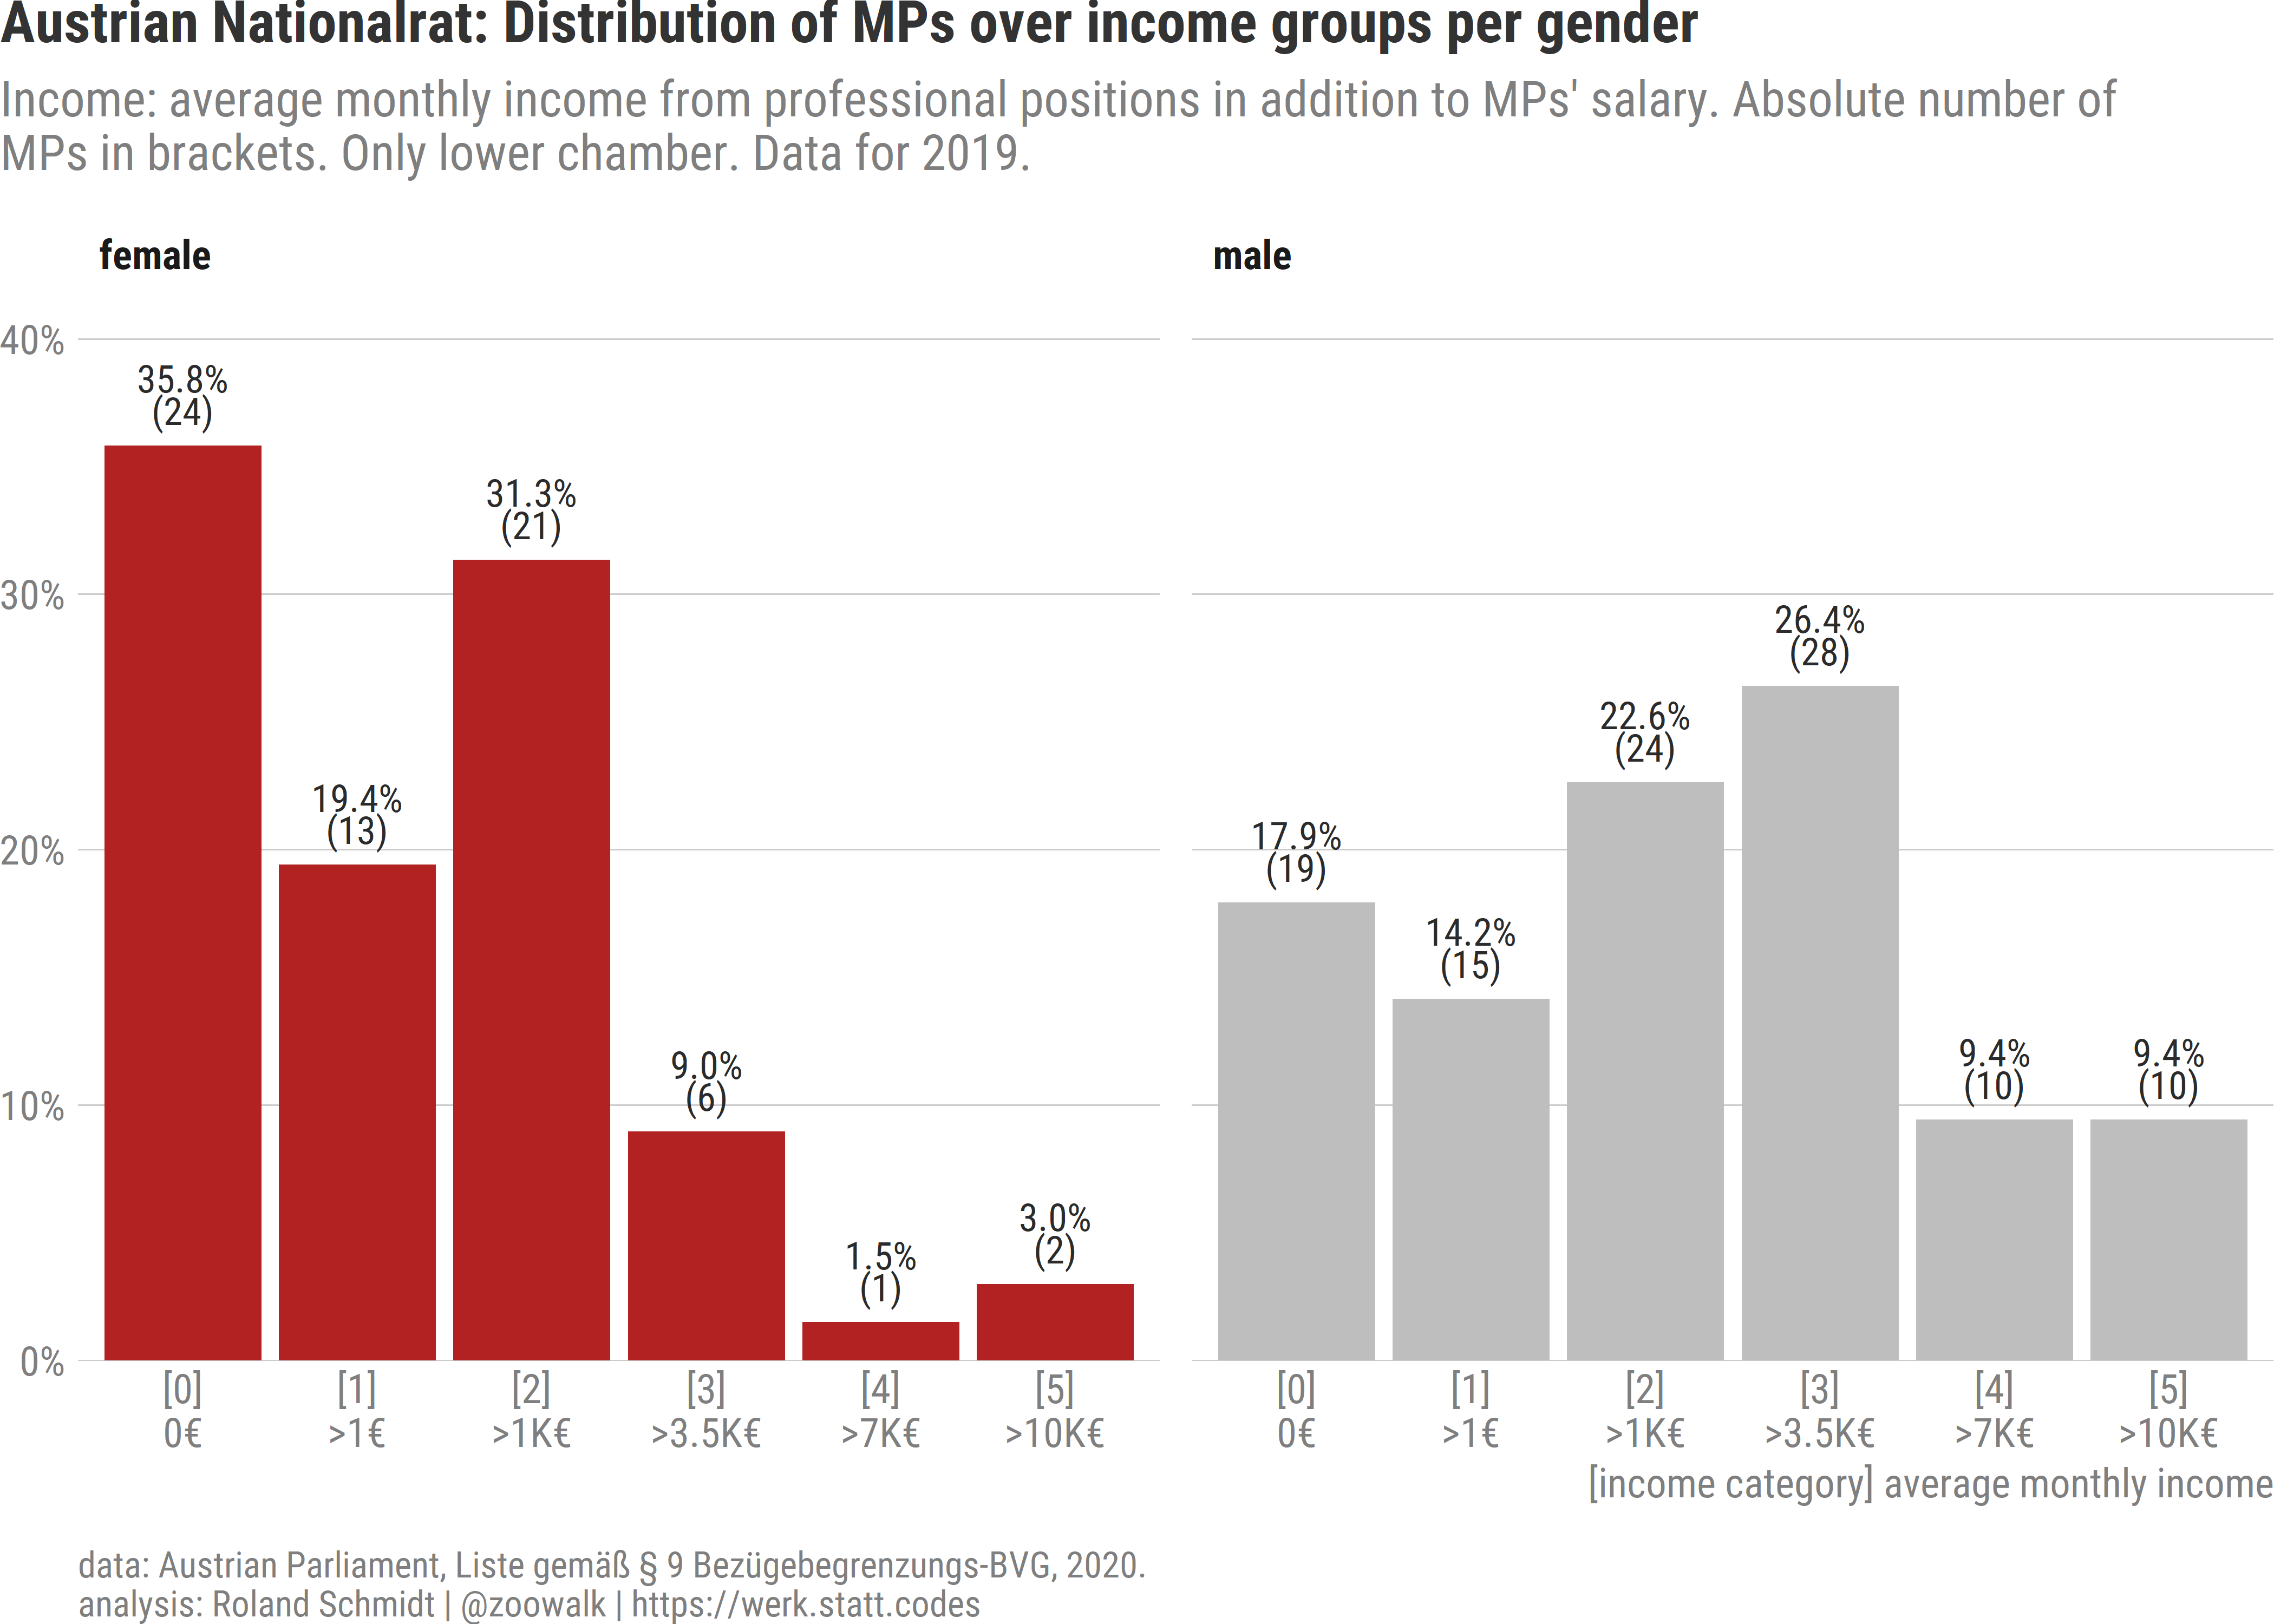 Austrian Nationalrat: Distribution of MPs over income groups per gender
Income: average monthly income from professional positions in addition to MPs' salary. Absolute number of
MPs in brackets. Only lower chamber. Data for 2019.
female
40%
30%
20%
10%
0%
35.8%
(24)
19.4%
(13)
31.3%
(21)
9.0%
(6)
1.5%
(1)
3.0%
(2)
[0]
0€
[1]
>1€
[2]
>1K€
[3]
>3.5K€
[4]
>7K€
[5]
>10K€
male
17.9%
(19)
14.2%
(15)
22.6%
(24)
26.4%
(28)
9.4%
(10)
9.4%
(10)
[0]
0€
[1]
>1€
[2]
>1K€
[3]
>3.5K€
[4]
>7K€
[5]
>10K€
[income category] average monthly income
data: Austrian Parliament, Liste gemäß § 9 Bezügebegrenzungs-BVG, 2020.
analysis: Roland Schmidt | @zoowalk | https://werk.statt.codes